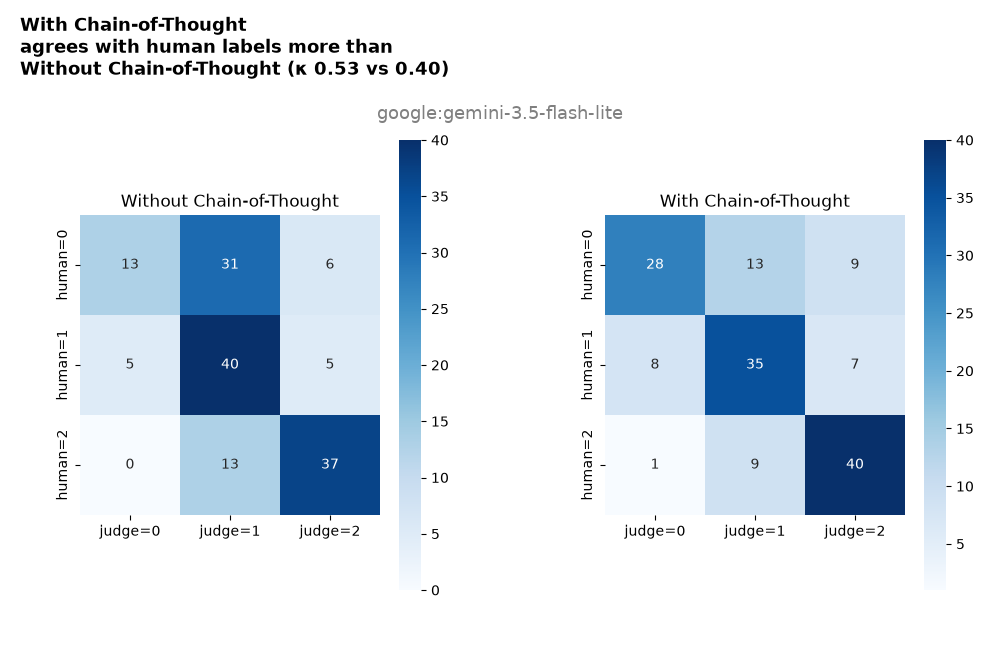 With Chain-of-Thought
agrees with human labels more than
Without Chain-of-Thought (κ 0.53 vs 0.40)
google:gemini-3.5-flash-lite
Without Chain-of-Thought
human=0
13
31
6
human=1
5
40
5
human=2
0
13
37
judge=0
judge=1
judge=2
40
35
30
25
20
15
10
5
0
With Chain-of-Thought
human=0
28
13
9
human=1
8
35
7
human=2
1
9
40
judge=0
judge=1
judge=2
40
35
30
25
20
15
10
5